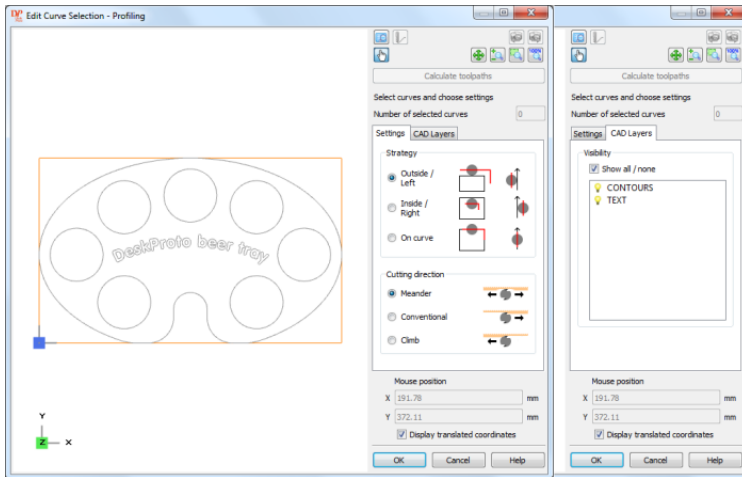 Edit Curve Selection - Profiling
DeskProto beer tray
Y
Z
X
100%
Calculate toolpaths
Select curves and choose settings
Number of selected curves 0
Settings CAD Layers
Strategy
Outside /
Left
Inside /
Right
On curve
Cutting direction
Meander
Conventional
Climb
Mouse position
X 191.78 mm
Y 372.11 mm
Display translated coordinates
OK Cancel Help
100%
Calculate toolpaths
Select curves and choose settings
Number of selected curves 0
Settings CAD Layers
Visibility
Show all / none
CONTOURS
TEXT
Mouse position
X 191.78 mm
Y 372.11 mm
Display translated coordinates
OK Cancel Help